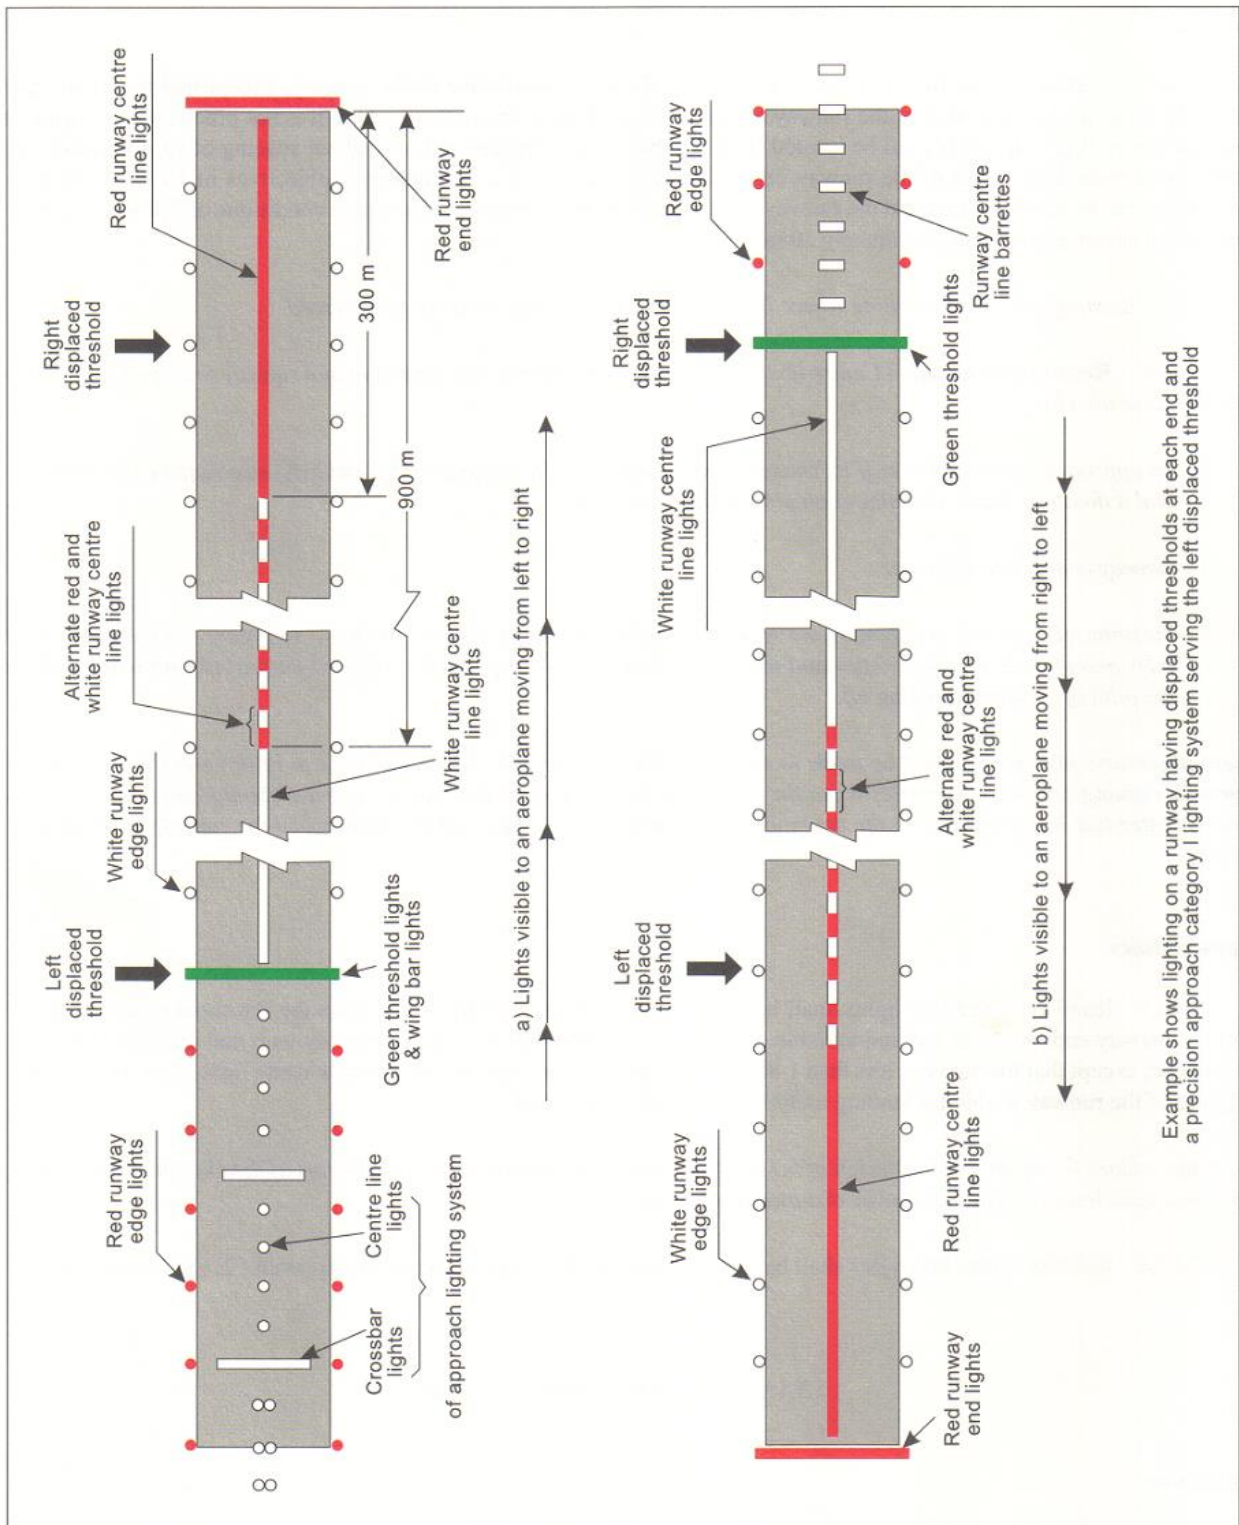 Left
displaced
threshold
Right
displaced
threshold
Red runway
edge lights
White runway
edge lights
Alternate red and
white runway centre
line lights
Red runway centre
line lights
Crossbar
lights
Centre line
lights
of approach lighting system
Green threshold lights
& wing bar lights
White runway centre
line lights
300 m
900 m
Red runway
end lights
a) Lights visible to an aeroplane moving from left to right
Left
displaced
threshold
Right
displaced
threshold
White runway
edge lights
White runway centre
line lights
Red runway
edge lights
Red runway
end lights
Red runway centre
line lights
Alternate red and
white runway centre
line lights
Green threshold lights
Runway centre
line barrettes
b) Lights visible to an aeroplane moving from right to left
Example shows lighting on a runway having displaced thresholds at each end and
a precision approach category I lighting system serving the left displaced threshold